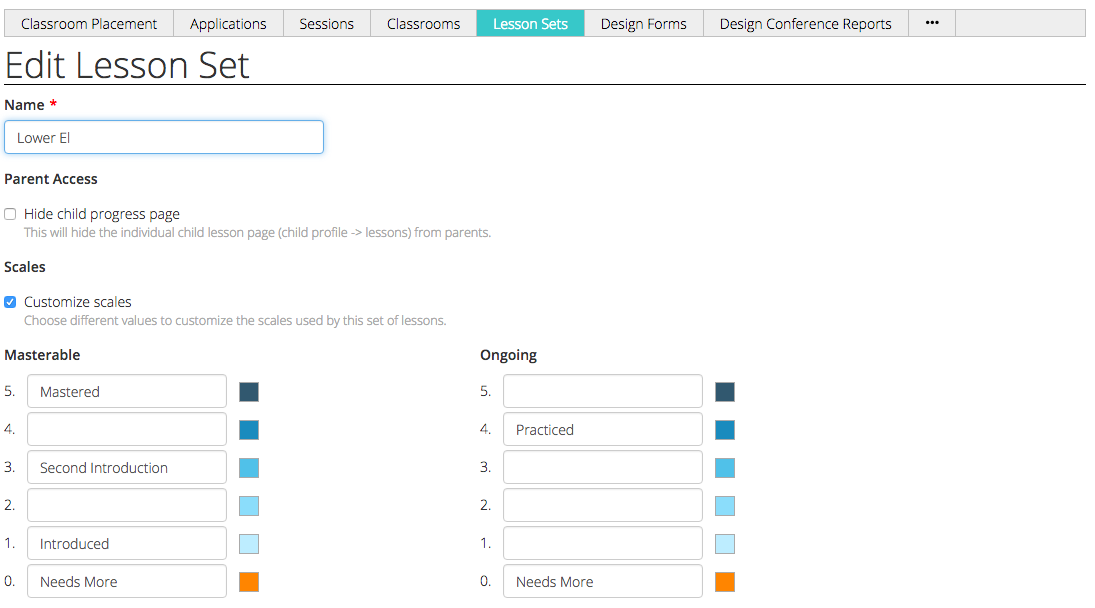 Classroom Placement Applications Sessions Classrooms Lesson Sets Design Forms Design Conference Reports •••
Edit Lesson Set
Name *
Lower El
Parent Access
Hide child progress page
This will hide the individual child lesson page (child profile -> lessons) from parents.
Scales
Customize scales
Choose different values to customize the scales used by this set of lessons.
Masterable
5. Mastered
4.
3. Second Introduction
2.
1. Introduced
0. Needs More
Ongoing
5.
4. Practiced
3.
2.
1.
0. Needs More